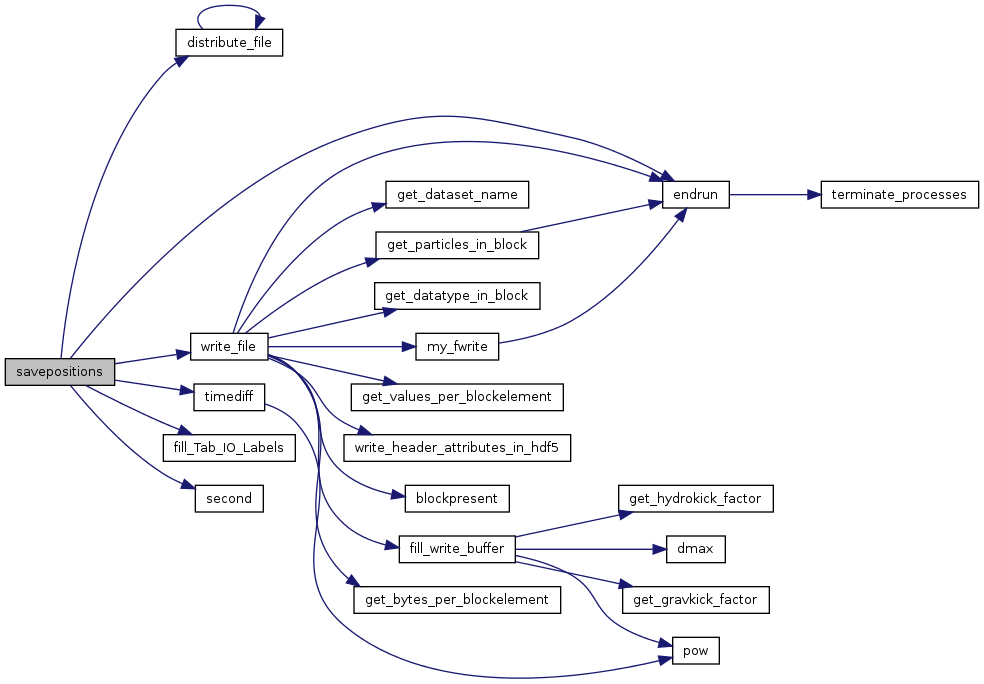 distribute_file
endrun
terminate_processes
get_dataset_name
get_particles_in_block
get_datatype_in_block
write_file
my_fwrite
savepositions
timediff
get_values_per_blockelement
fill_Tab_IO_Labels
write_header_attributes_in_hdf5
second
blockpresent
get_hydrokick_factor
fill_write_buffer
dmax
get_bytes_per_blockelement
get_gravkick_factor
pow